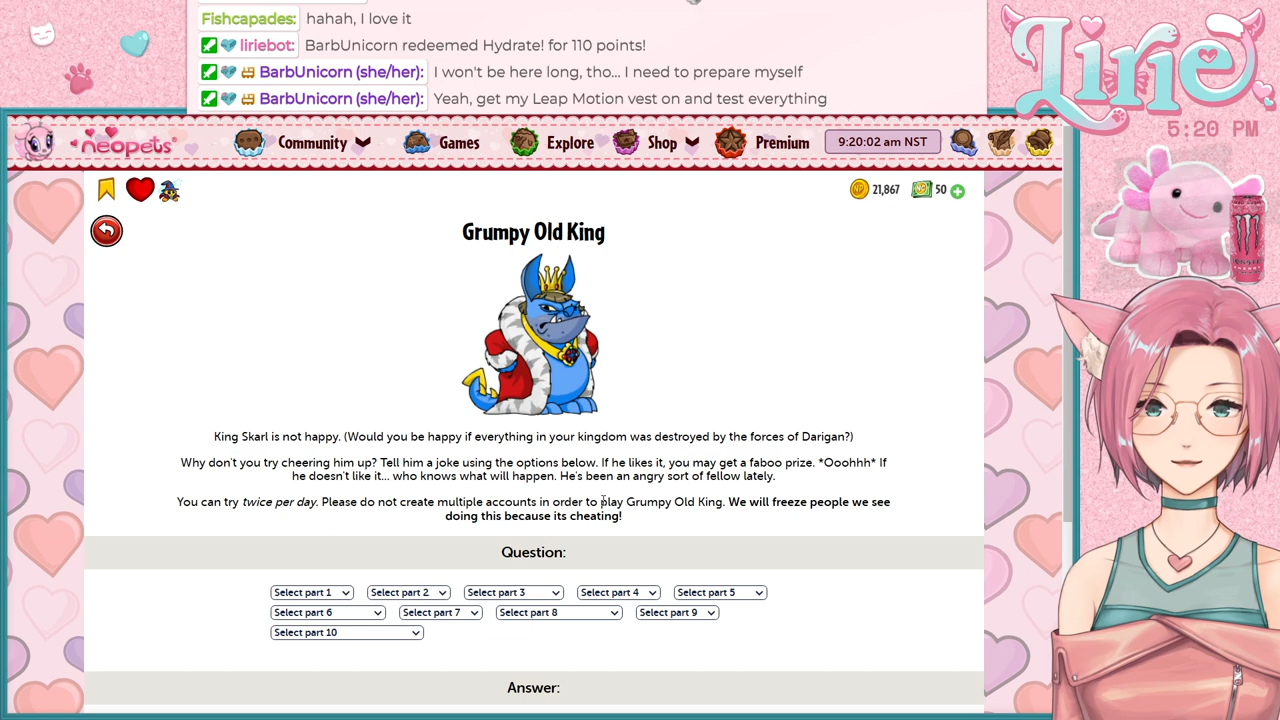 Fishcapades: hahah, I love it
liriebot: BarbUnicorn redeemed Hydrate! for 110 points!
BarbUnicorn (she/her): I won't be here long, tho... I need to prepare myself
BarbUnicorn (she/her): Yeah, get my Leap Motion vest on and test everything
Lirie
5:20 PM
neopets
Community Games Explore Shop Premium 9:20:02 am NST
NP 21,867 NC 50
Grumpy Old King
King Skarl is not happy. (Would you be happy if everything in your kingdom was destroyed by the forces of Darigan?)
Why don't you try cheering him up? Tell him a joke using the options below. If he likes it, you may get a faboo prize. *Ooohhh* If
he doesn't like it... who knows what will happen. He's been an angry sort of fellow lately.
You can try twice per day. Please do not create multiple accounts in order to play Grumpy Old King. We will freeze people we see
doing this because its cheating!
Question:
Select part 1 Select part 2 Select part 3 Select part 4 Select part 5
Select part 6 Select part 7 Select part 8 Select part 9
Select part 10
Answer: